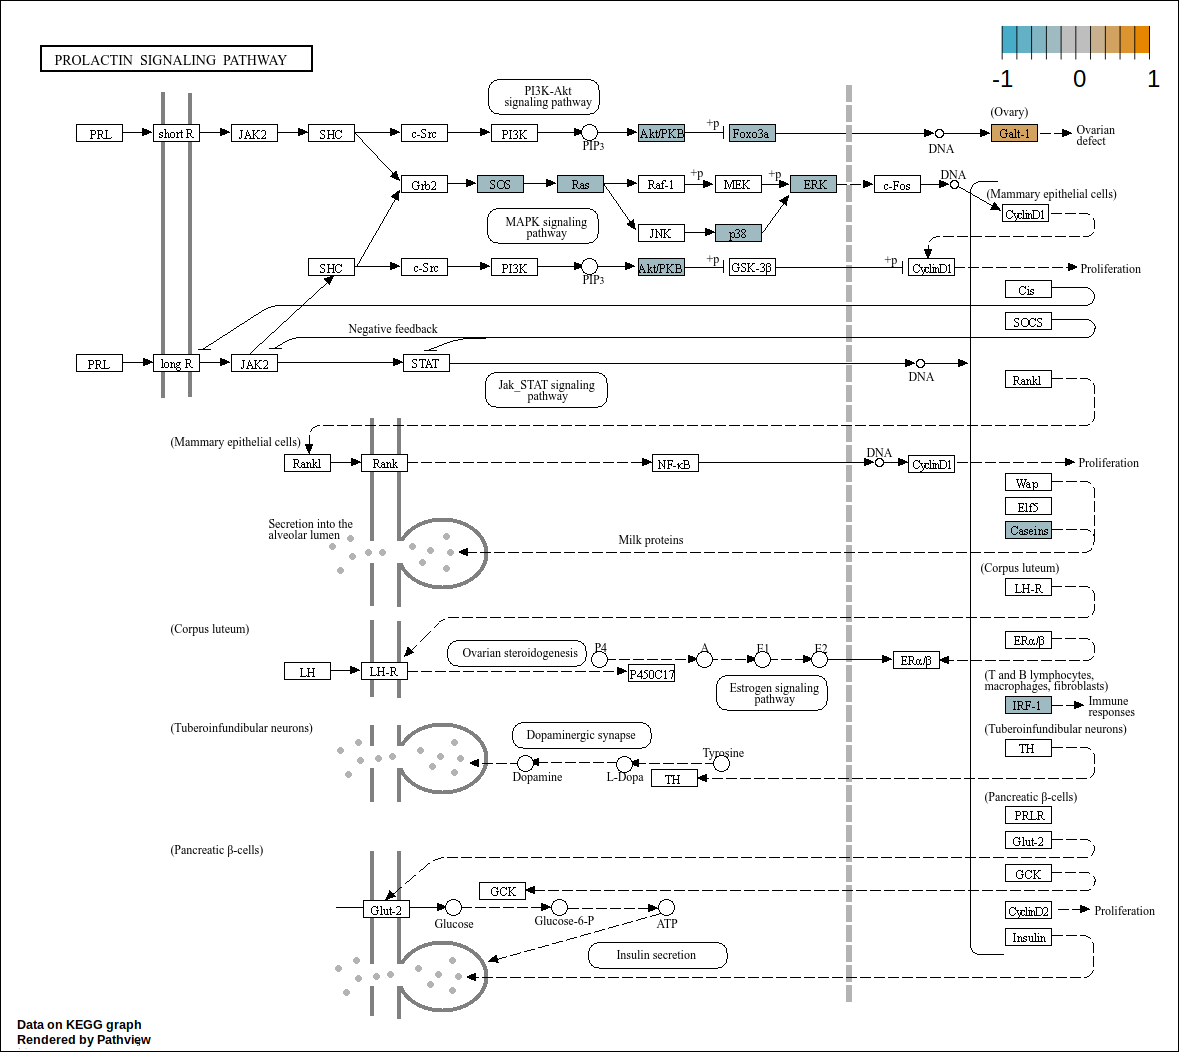 -1 0 1
PROLACTIN SIGNALING PATHWAY
PI3K-Akt
signaling pathway
(Ovary)
PRL short R JAK2 SHC c-Src PI3K PIP3 Akt/PKB +p Foxo3a DNA Galt-1 Ovarian
defect
Grb2 SOS Ras Raf-1 +p MEK +p ERK c-Fos DNA
(Mammary epithelial cells)
CyclinD1
MAPK signaling
pathway
JNK p38
SHC c-Src PI3K PIP3 Akt/PKB +p GSK-3β +p CyclinD1 Proliferation
Cis
SOCS
Negative feedback
PRL long R JAK2 STAT DNA
Rankl
Jak_STAT signaling
pathway
(Mammary epithelial cells)
Rankl Rank NF-κB DNA CyclinD1 Proliferation
Wap
Elf5
Caseins
Secretion into the
alveolar lumen
Milk proteins
(Corpus luteum)
LH-R
(Corpus luteum)
ERα/β
Ovarian steroidogenesis P4 A E1 E2 ERα/β
LH LH-R P450C17
(T and B lymphocytes,
macrophages, fibroblasts)
Estrogen signaling
pathway
IRF-1 Immune
responses
(Tuberoinfundibular neurons)
(Tuberoinfundibular neurons)
Dopaminergic synapse
TH
Tyrosine
Dopamine L-Dopa TH
(Pancreatic β-cells)
PRLR
Glut-2
(Pancreatic β-cells)
GCK
GCK
Glut-2 Glucose Glucose-6-P ATP
CyclinD2 Proliferation
Insulin
Insulin secretion
Data on KEGG graph
Rendered by Pathview